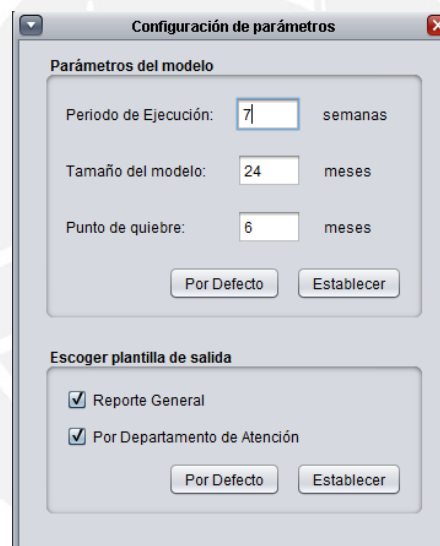 Configuración de parámetros
Parámetros del modelo
Periodo de Ejecución: 7 semanas
Tamaño del modelo: 24 meses
Punto de quiebre: 6 meses
Por Defecto Establecer
Escoger plantilla de salida
Reporte General
Por Departamento de Atención
Por Defecto Establecer